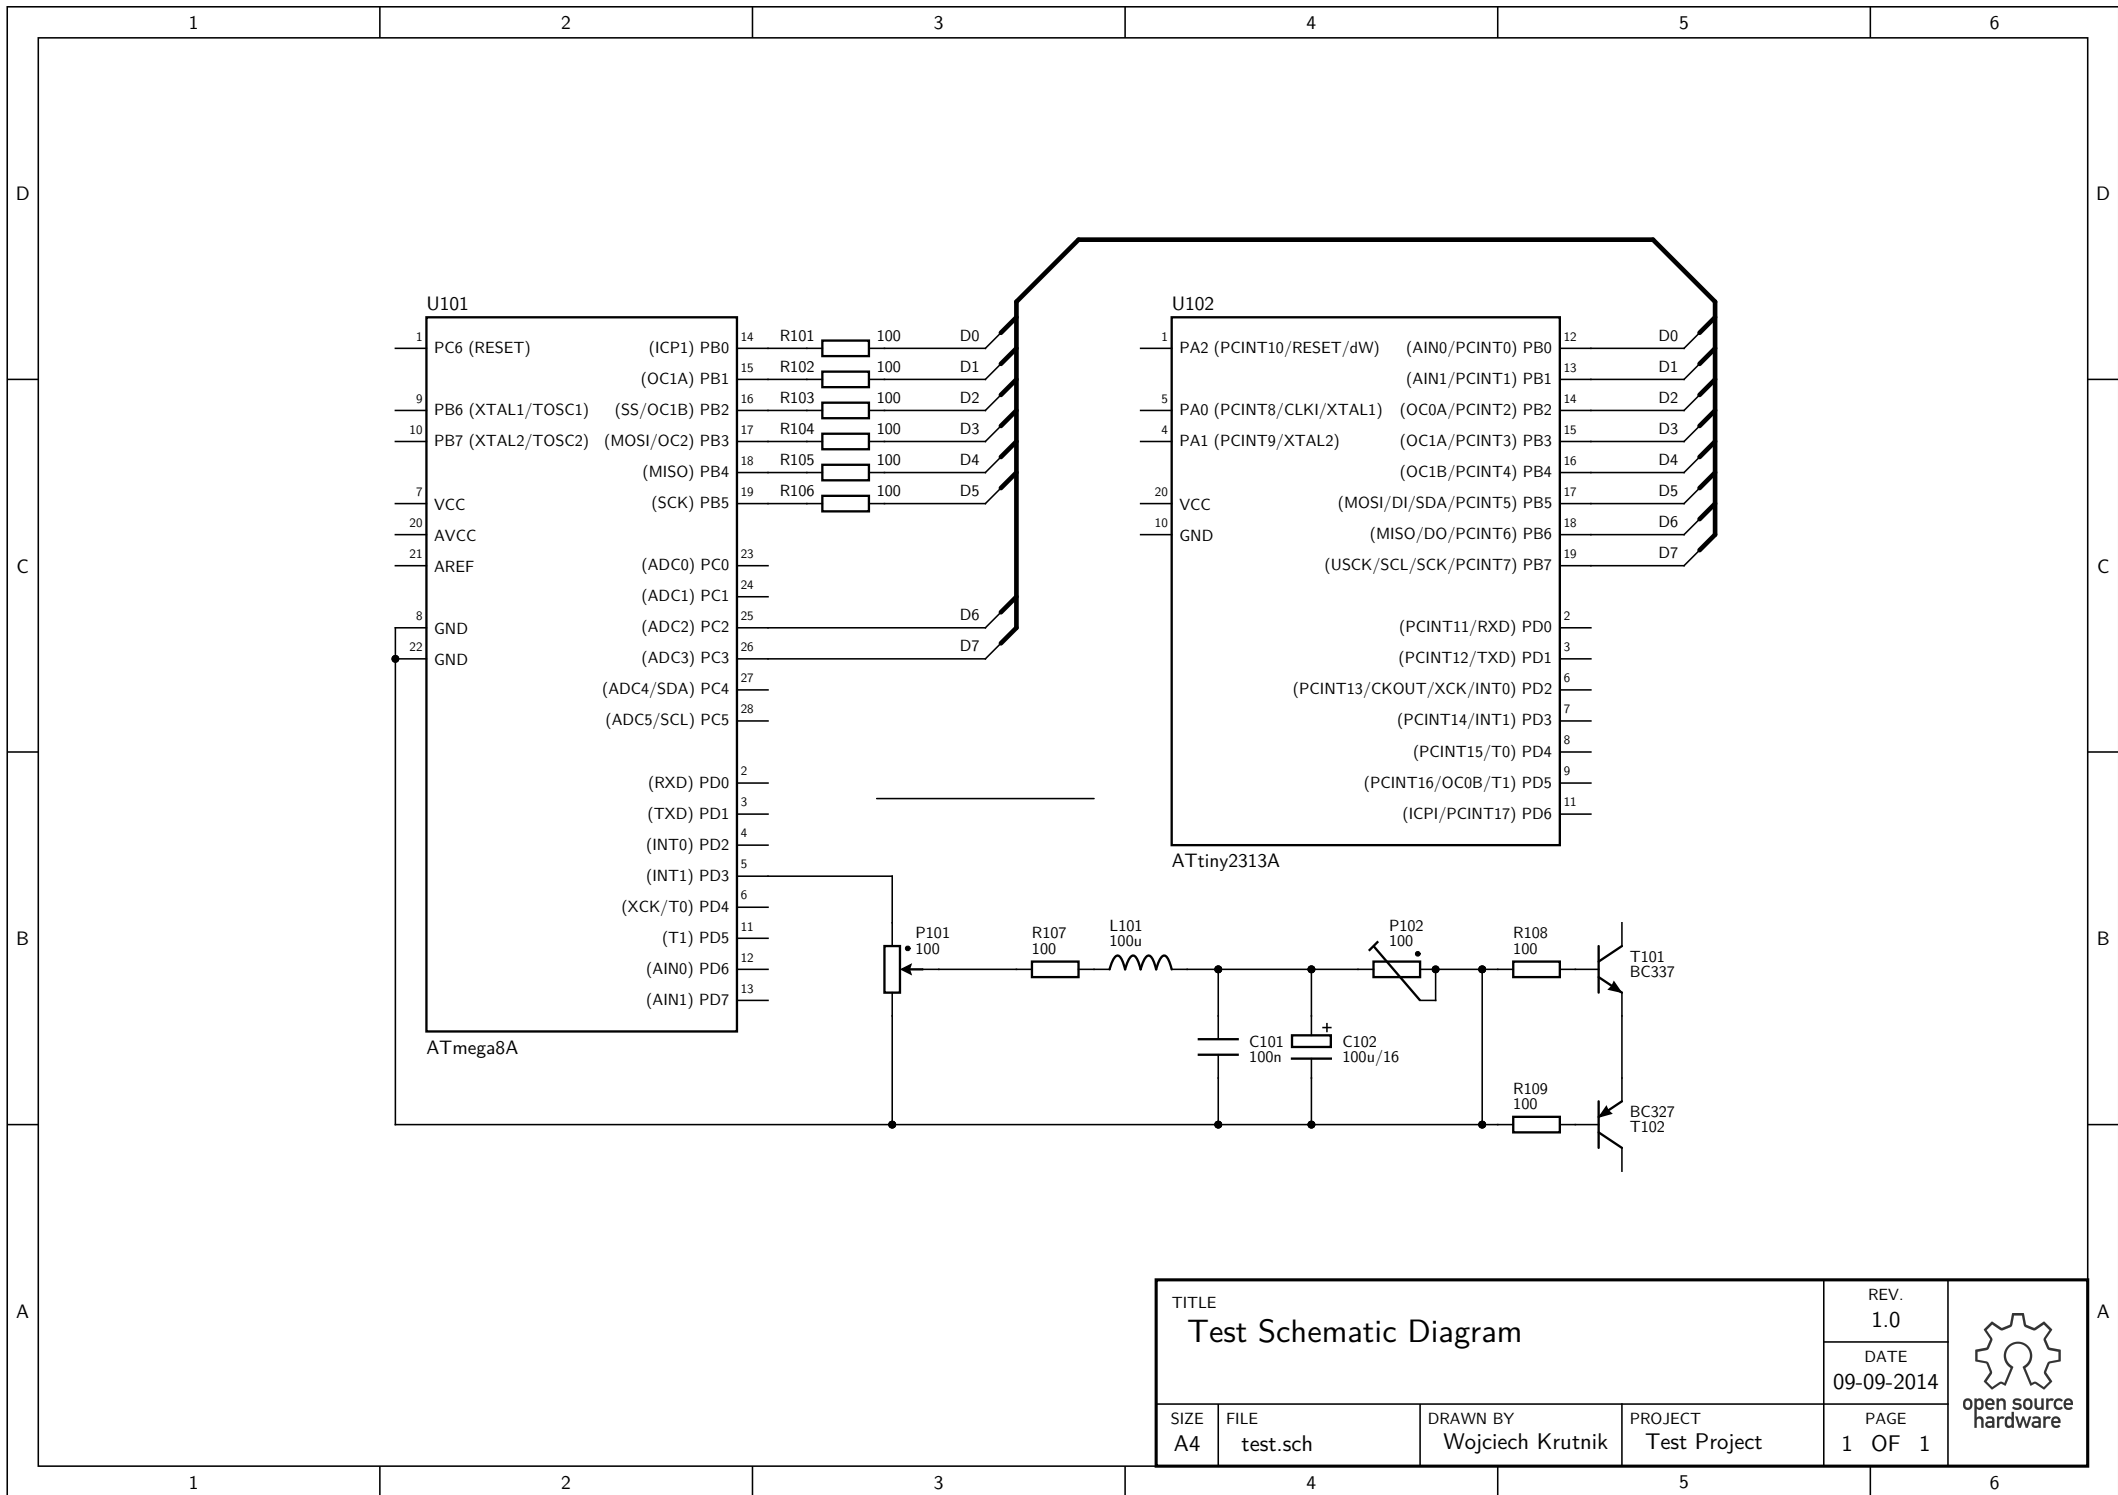 1 2 3 4 5 6
D D
U101 U102
1 PC6 (RESET) (ICP1) PB0 14 R101 100 D0 1 PA2 (PCINT10/RESET/dW) (AIN0/PCINT0) PB0 12 D0
(OC1A) PB1 15 R102 100 D1 (AIN1/PCINT1) PB1 13 D1
9 PB6 (XTAL1/TOSC1) (SS/OC1B) PB2 16 R103 100 D2 5 PA0 (PCINT8/CLKI/XTAL1) (OC0A/PCINT2) PB2 14 D2
10 PB7 (XTAL2/TOSC2) (MOSI/OC2) PB3 17 R104 100 D3 4 PA1 (PCINT9/XTAL2) (OC1A/PCINT3) PB3 15 D3
(MISO) PB4 18 R105 100 D4 (OC1B/PCINT4) PB4 16 D4
7 VCC (SCK) PB5 19 R106 100 D5 20 VCC (MOSI/DI/SDA/PCINT5) PB5 17 D5
20 AVCC 10 GND (MISO/DO/PCINT6) PB6 18 D6
C 21 AREF (ADC0) PC0 23 (USCK/SCL/SCK/PCINT7) PB7 19 D7 C
(ADC1) PC1 24
8 GND (ADC2) PC2 25 D6 (PCINT11/RXD) PD0 2
22 GND (ADC3) PC3 26 D7 (PCINT12/TXD) PD1 3
(ADC4/SDA) PC4 27 (PCINT13/CKOUT/XCK/INT0) PD2 6
(ADC5/SCL) PC5 28 (PCINT14/INT1) PD3 7
(PCINT15/T0) PD4 8
(RXD) PD0 2 (PCINT16/OC0B/T1) PD5 9
(TXD) PD1 3 (ICPI/PCINT17) PD6 11
(INT0) PD2 4
ATtiny2313A
(INT1) PD3 5
(XCK/T0) PD4 6
B (T1) PD5 11 B
(AIN0) PD6 12
(AIN1) PD7 13
ATmega8A
P101
100
R107
100
L101
100u
P102
100
R108
100
T101
BC337
C101
100n
+
C102
100u/16
R109
100
BC327
T102
A A
TITLE
Test Schematic Diagram
REV.
1.0
DATE
09-09-2014
SIZE
A4
FILE
test.sch
DRAWN BY
Wojciech Krutnik
PROJECT
Test Project
PAGE
1 OF 1
open source
hardware
1 2 3 4 5 6